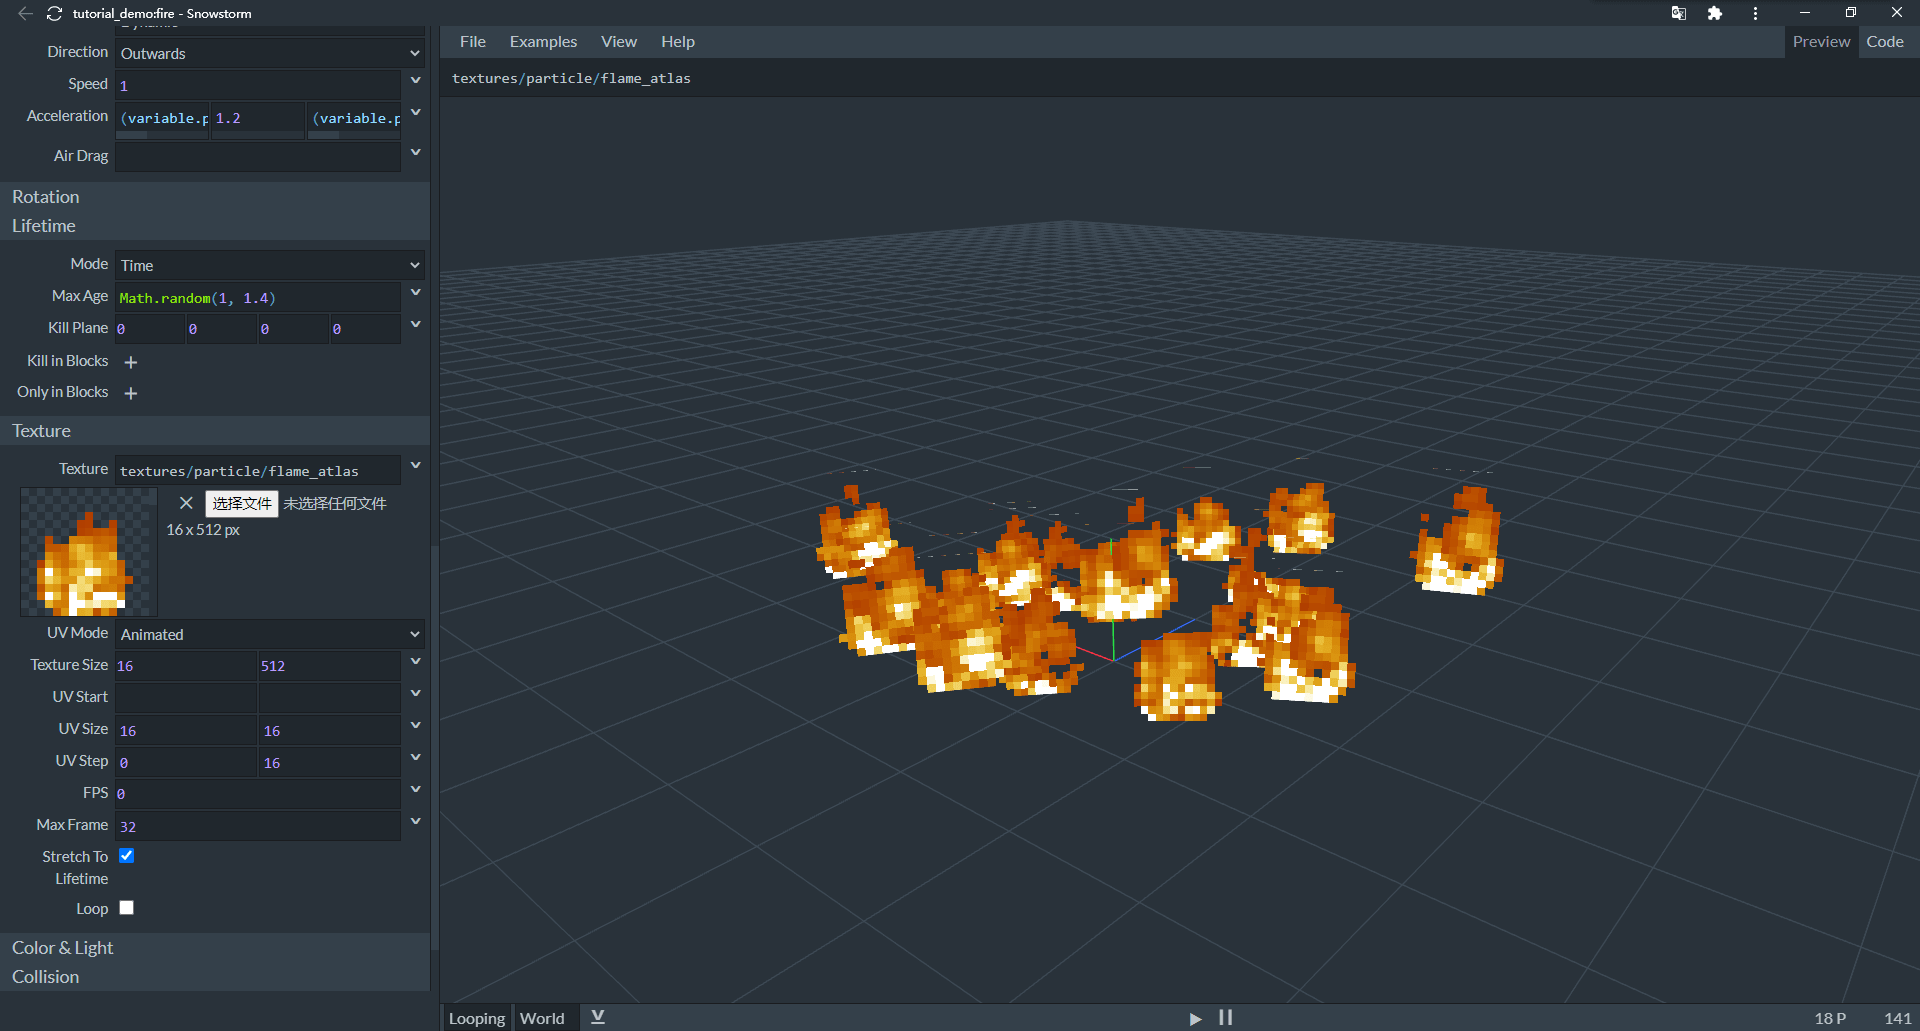 tutorial_demo:fire - Snowstorm
File Examples View Help
Preview Code
textures/particle/flame_atlas
Direction Outwards
Speed 1
Acceleration (variable.p 1.2 (variable.p
Air Drag
Rotation
Lifetime
Mode Time
Max Age Math.random(1, 1.4)
Kill Plane 0 0 0 0
Kill in Blocks +
Only in Blocks +
Texture
Texture textures/particle/flame_atlas
选择文件 未选择任何文件
16 x 512 px
UV Mode Animated
Texture Size 16 512
UV Start
UV Size 16 16
UV Step 0 16
FPS 0
Max Frame 32
Stretch To
Lifetime
Loop
Color & Light
Collision
Looping World
18 P 141